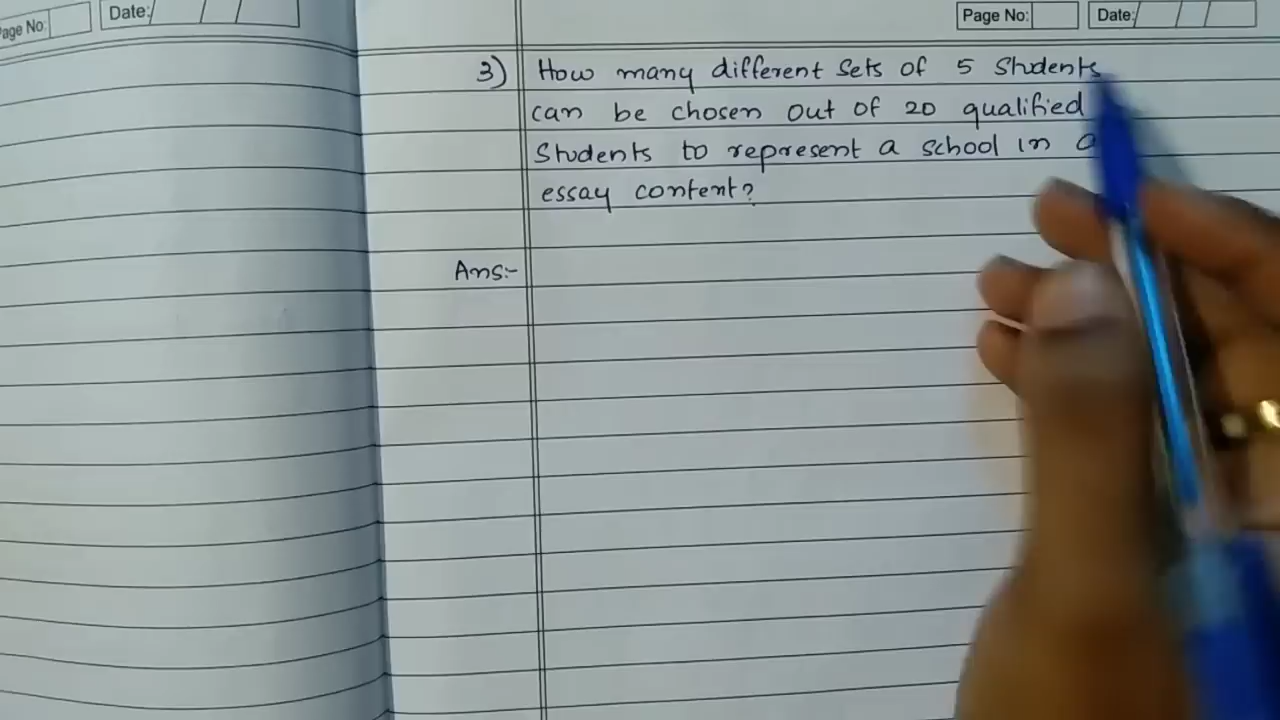 Page No:
Date:
Page No:
Date:
3) How many different sets of 5 students
can be chosen out of 20 qualified
Students to represent a school in a
essay content?
Ans:-